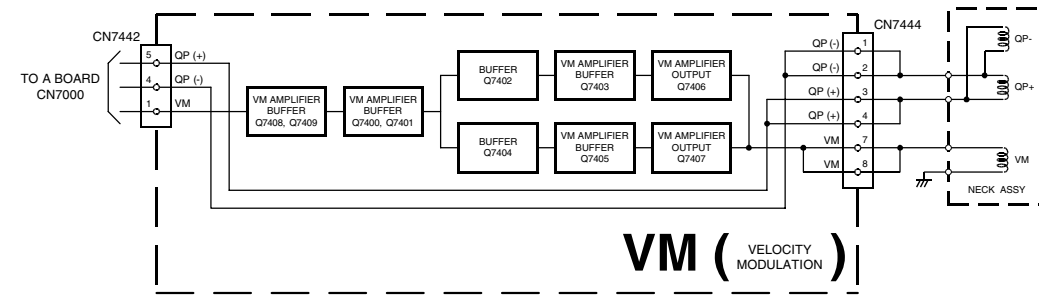 CN7442
TO A BOARD
CN7000
5 QP (+)
4 QP (-)
1 VM
VM AMPLIFIER
BUFFER
Q7408, Q7409
VM AMPLIFIER
BUFFER
Q7400, Q7401
BUFFER
Q7402
VM AMPLIFIER
BUFFER
Q7403
VM AMPLIFIER
OUTPUT
Q7406
BUFFER
Q7404
VM AMPLIFIER
BUFFER
Q7405
VM AMPLIFIER
OUTPUT
Q7407
CN7444
QP (-) 1
QP (-) 2
QP (+) 3
QP (+) 4
VM 7
VM 8
QP-
QP+
VM
NECK ASSY
VM ( VELOCITY
MODULATION )